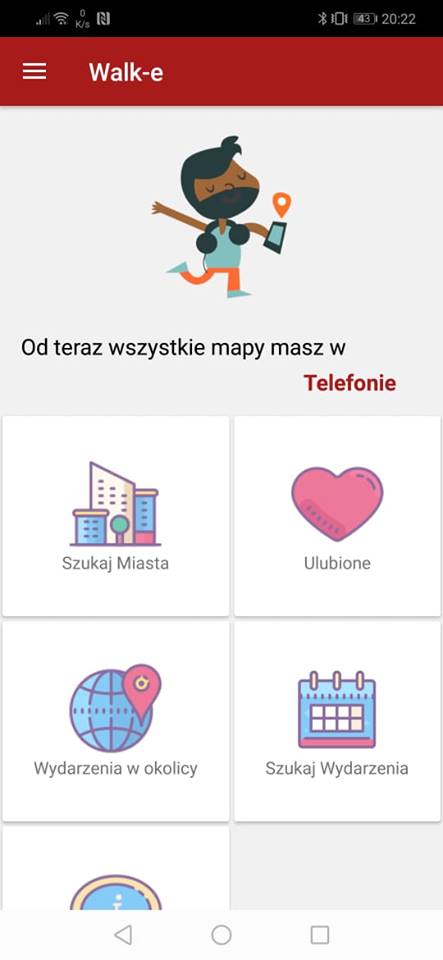 0
K/s
43
20:22
Walk-e
Od teraz wszystkie mapy masz w
Telefonie
Szukaj Miasta
Ulubione
Wydarzenia w okolicy
Szukaj Wydarzenia
i